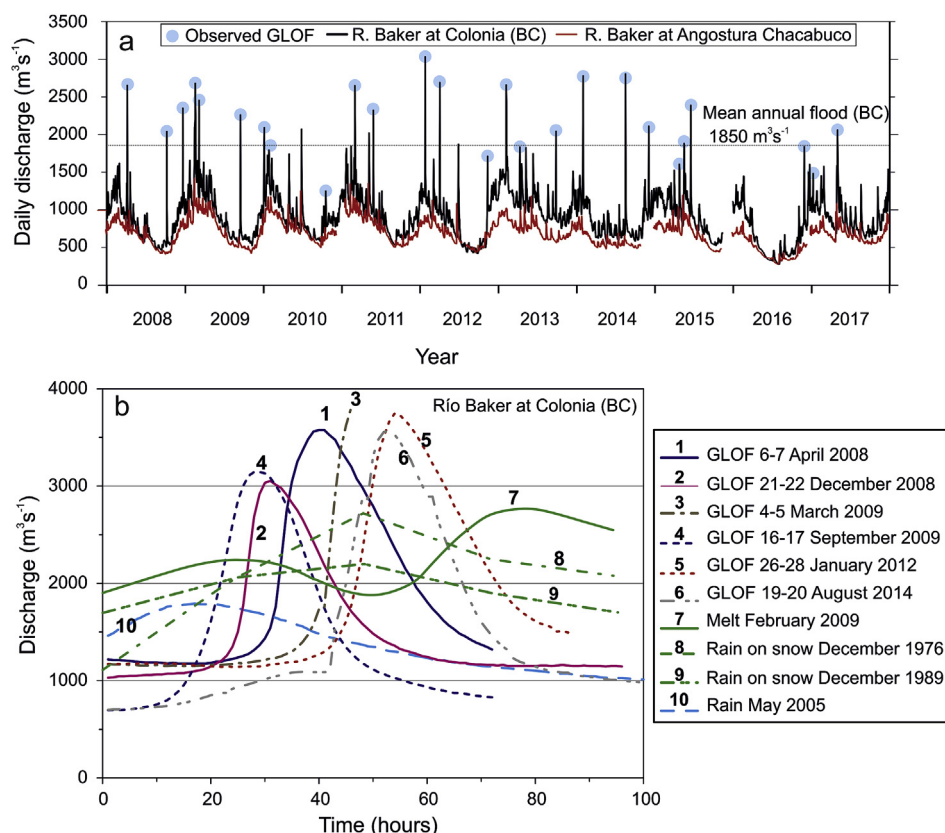 3500
3000
2500
2000
1500
1000
500
0
Daily discharge (m³s⁻¹)
a
Observed GLOF
R. Baker at Colonia (BC)
R. Baker at Angostura Chacabuco
Mean annual flood (BC)
1850 m³s⁻¹
2008 2009 2010 2011 2012 2013 2014 2015 2016 2017
Year
4000
3000
2000
1000
0
Discharge (m³s⁻¹)
b
Río Baker at Colonia (BC)
1
3
4
5
6
2
7
8
9
10
0 20 40 60 80 100
Time (hours)
1 GLOF 6-7 April 2008
2 GLOF 21-22 December 2008
3 GLOF 4-5 March 2009
4 GLOF 16-17 September 2009
5 GLOF 26-28 January 2012
6 GLOF 19-20 August 2014
7 Melt February 2009
8 Rain on snow December 1976
9 Rain on snow December 1989
10 Rain May 2005